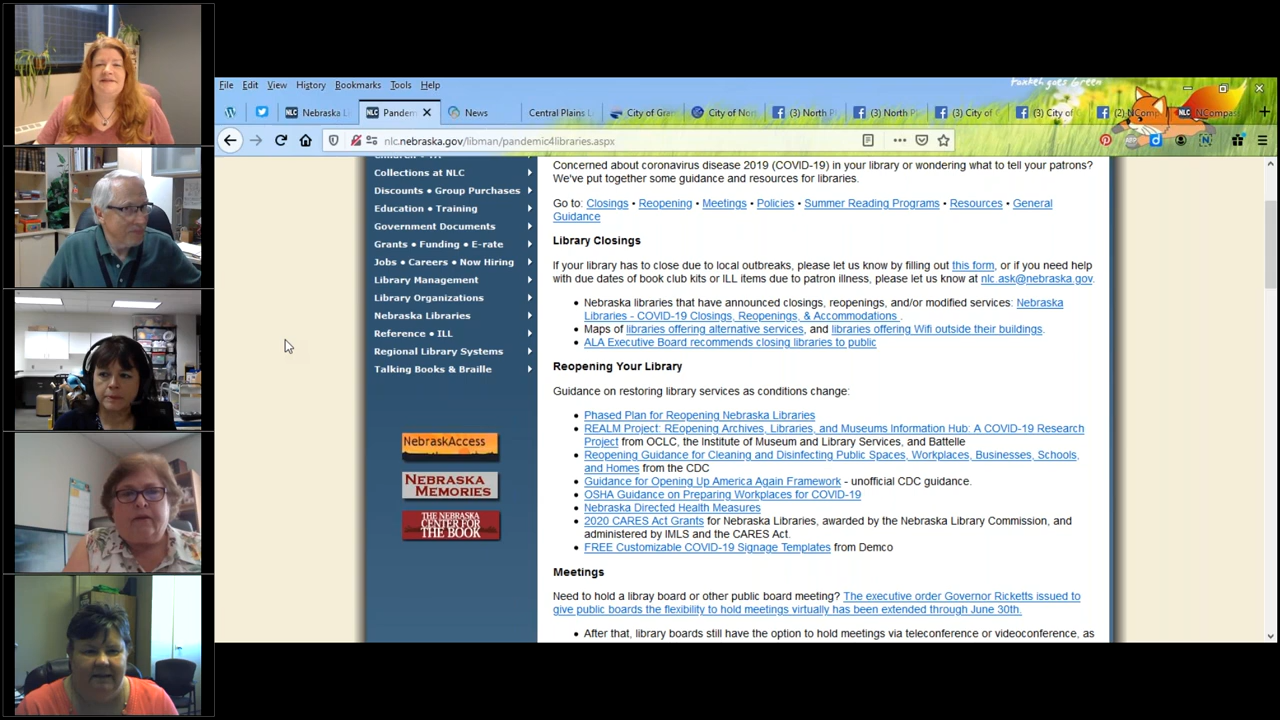 Foxkeh goes Green
File Edit View History Bookmarks Tools Help
NLC Nebraska L
NLC Pandem
News
Central Plains L
City of Gran
City of Nor
(3) North P
(3) North P
(3) City of
(3) City of
(2) NCom
NLC NCompas
nlc.nebraska.gov/libman/pandemic4libraries.aspx
Collections at NLC
Discounts • Group Purchases
Education • Training
Government Documents
Grants • Funding • E-rate
Jobs • Careers • Now Hiring
Library Management
Library Organizations
Nebraska Libraries
Reference • ILL
Regional Library Systems
Talking Books & Braille
NebraskAccess
NEBRASKA
MEMORIES
THE NEBRASKA
CENTER FOR
THE BOOK
Concerned about coronavirus disease 2019 (COVID-19) in your library or wondering what to tell your patrons?
We've put together some guidance and resources for libraries.
Go to: Closings • Reopening • Meetings • Policies • Summer Reading Programs • Resources • General
Guidance
Library Closings
If your library has to close due to local outbreaks, please let us know by filling out this form, or if you need help
with due dates of book club kits or ILL items due to patron illness, please let us know at nlc.ask@nebraska.gov.
• Nebraska libraries that have announced closings, reopenings, and/or modified services: Nebraska
Libraries - COVID-19 Closings, Reopenings, & Accommodations .
• Maps of libraries offering alternative services, and libraries offering Wifi outside their buildings.
• ALA Executive Board recommends closing libraries to public
Reopening Your Library
Guidance on restoring library services as conditions change:
• Phased Plan for Reopening Nebraska Libraries
• REALM Project: REopening Archives, Libraries, and Museums Information Hub: A COVID-19 Research
Project from OCLC, the Institute of Museum and Library Services, and Battelle
• Reopening Guidance for Cleaning and Disinfecting Public Spaces, Workplaces, Businesses, Schools,
and Homes from the CDC
• Guidance for Opening Up America Again Framework - unofficial CDC guidance.
• OSHA Guidance on Preparing Workplaces for COVID-19
• Nebraska Directed Health Measures
• 2020 CARES Act Grants for Nebraska Libraries, awarded by the Nebraska Library Commission, and
administered by IMLS and the CARES Act.
• FREE Customizable COVID-19 Signage Templates from Demco
Meetings
Need to hold a libray board or other public board meeting? The executive order Governor Ricketts issued to
give public boards the flexibility to hold meetings virtually has been extended through June 30th.
• After that, library boards still have the option to hold meetings via teleconference or videoconference, as